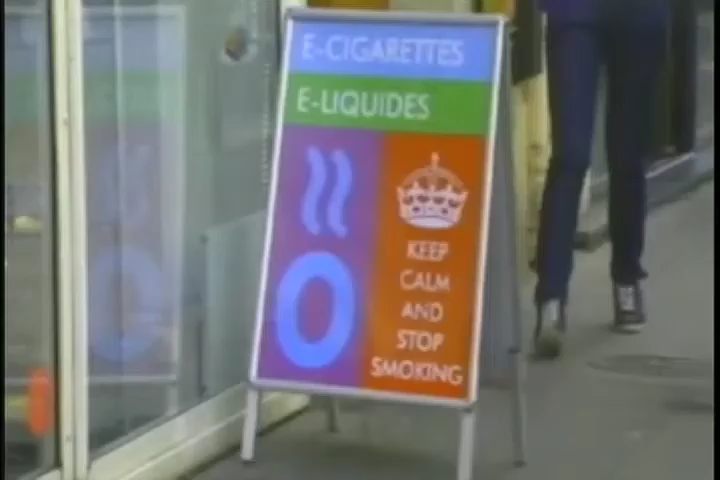 E-CIGARETTES
E-LIQUIDES
KEEP
CALM
AND
STOP
SMOKING